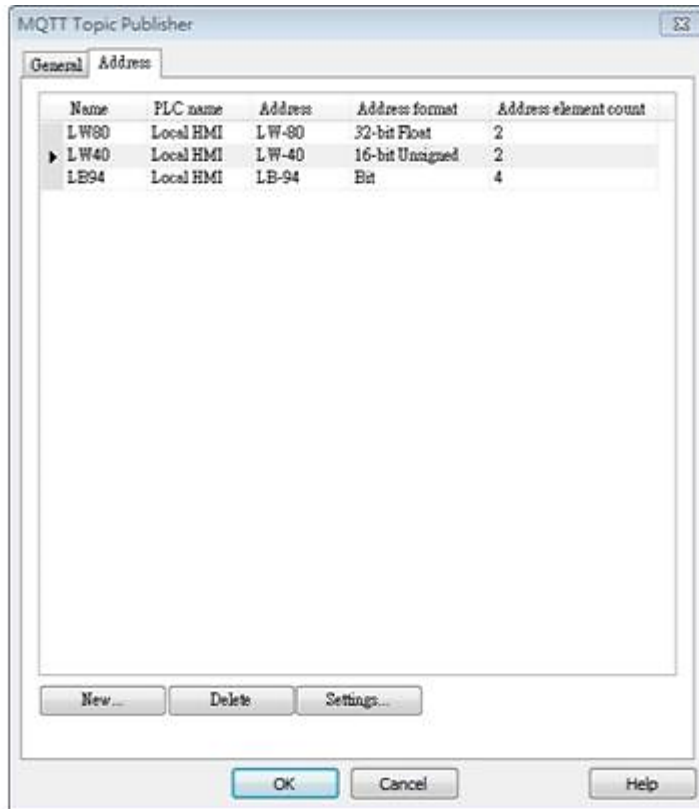 MQTT Topic Publisher
General Address
Name PLC name Address Address format Address element count
LW80 Local HMI LW-80 32-bit Float 2
LW40 Local HMI LW-40 16-bit Unsigned 2
LB94 Local HMI LB-94 Bit 4
New... Delete Settings...
OK Cancel Help